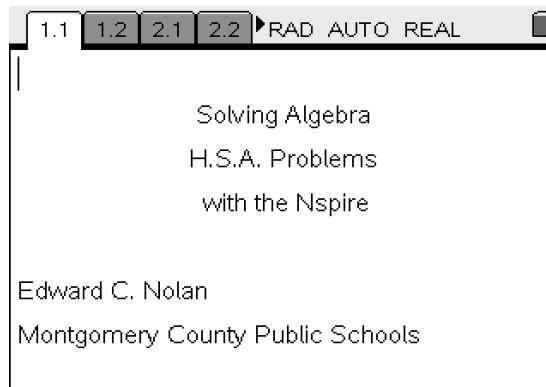 1.1 1.2 2.1 2.2 RAD AUTO REAL
Solving Algebra
H.S.A. Problems
with the Nspire
Edward C. Nolan
Montgomery County Public Schools